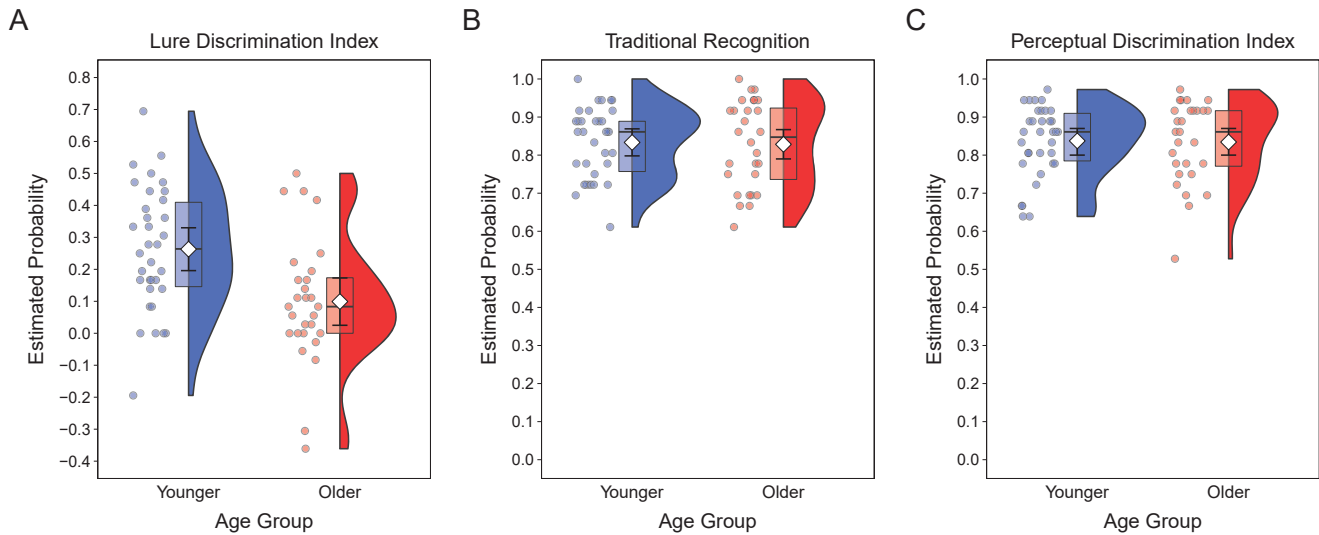 A
Lure Discrimination Index
Estimated Probability
0.8
0.7
0.6
0.5
0.4
0.3
0.2
0.1
0.0
−0.1
−0.2
−0.3
−0.4
Younger
Older
Age Group
B
Traditional Recognition
Estimated Probability
1.0
0.9
0.8
0.7
0.6
0.5
0.4
0.3
0.2
0.1
0.0
Younger
Older
Age Group
C
Perceptual Discrimination Index
Estimated Probability
1.0
0.9
0.8
0.7
0.6
0.5
0.4
0.3
0.2
0.1
0.0
Younger
Older
Age Group